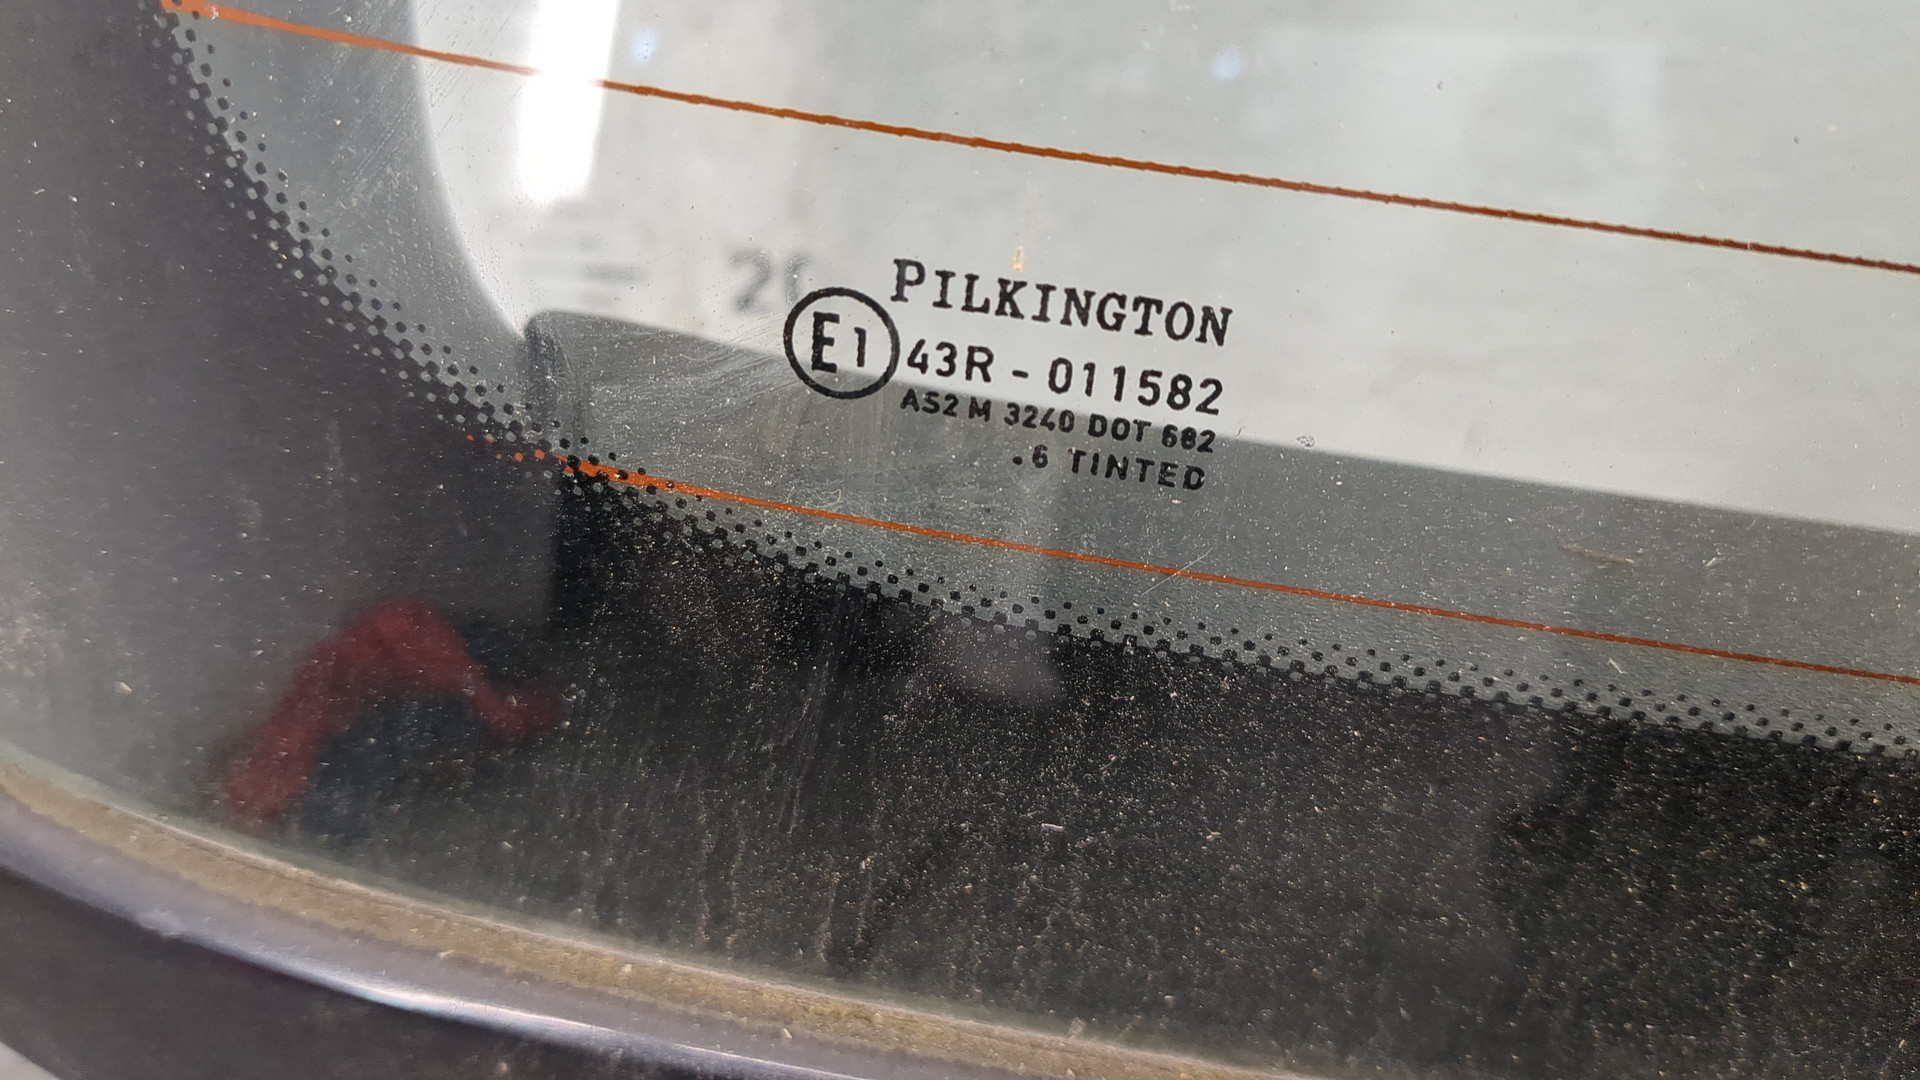 PILKINGTON
E1 43R - 011582
AS2 M 3240 DOT 682
.6 TINTED